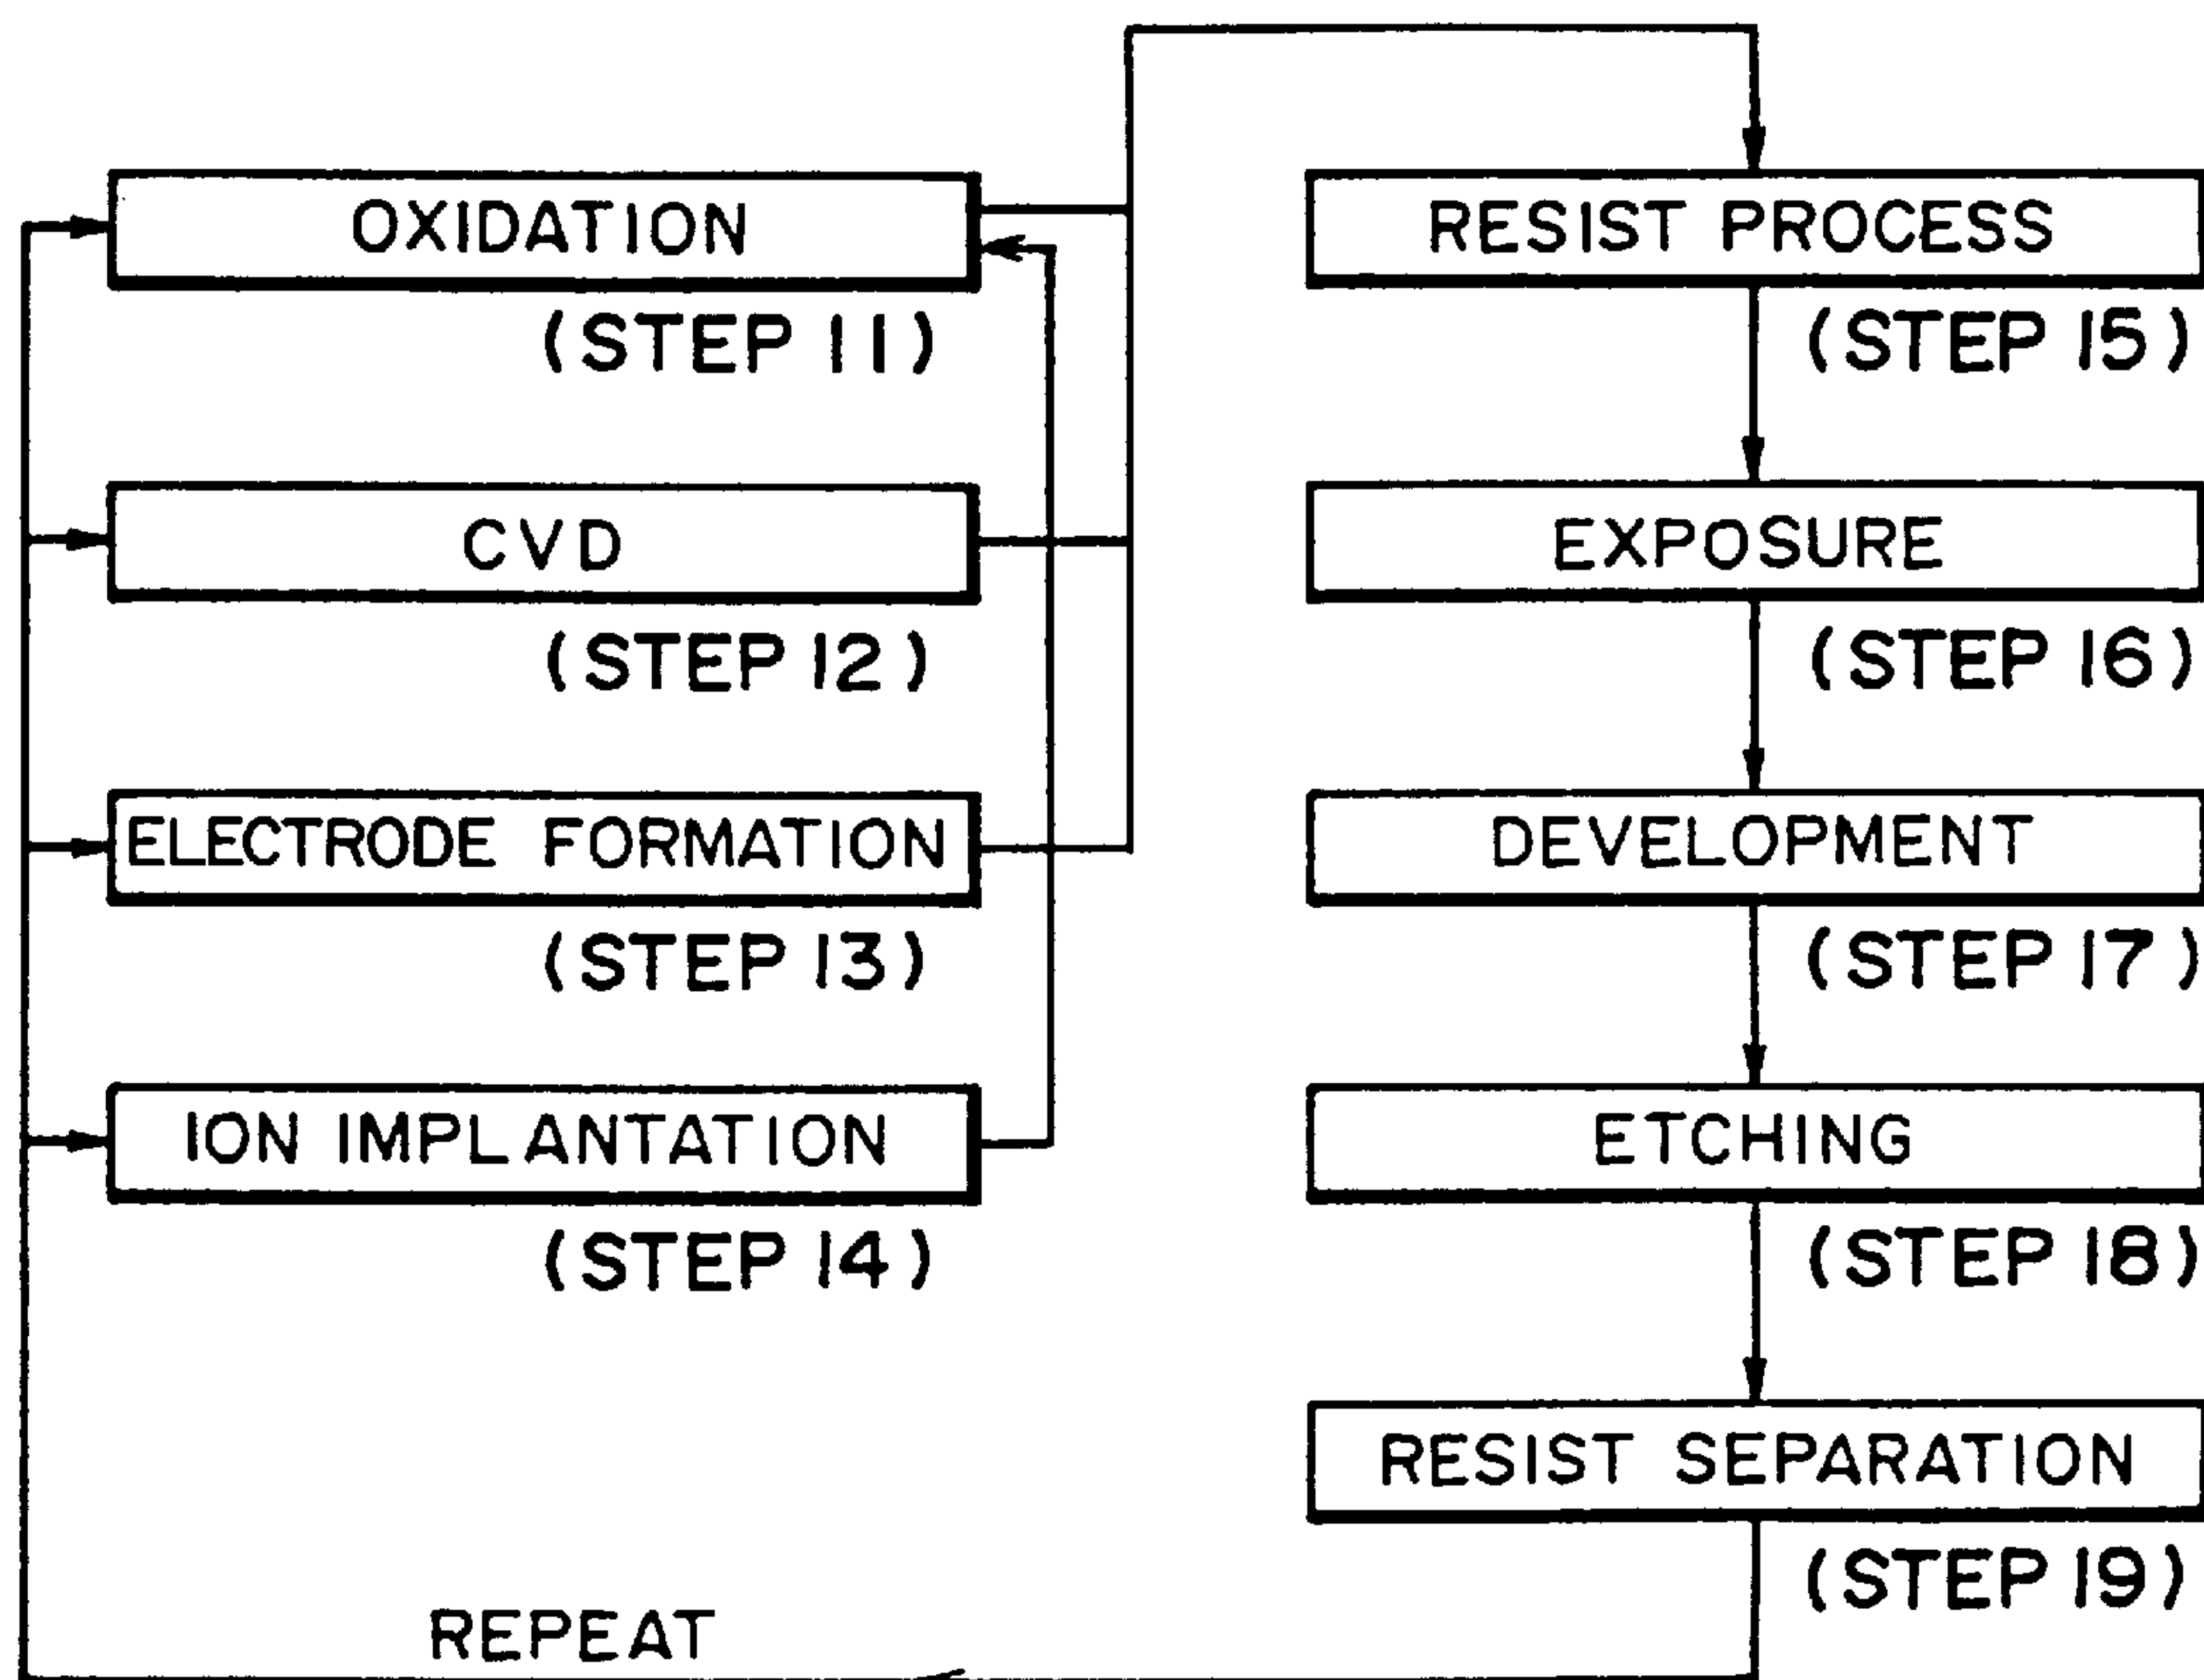 OXIDATION
(STEP 11)
CVD
(STEP 12)
ELECTRODE FORMATION
(STEP 13)
ION IMPLANTATION
(STEP 14)
RESIST PROCESS
(STEP 15)
EXPOSURE
(STEP 16)
DEVELOPMENT
(STEP 17)
ETCHING
(STEP 18)
RESIST SEPARATION
(STEP 19)
REPEAT